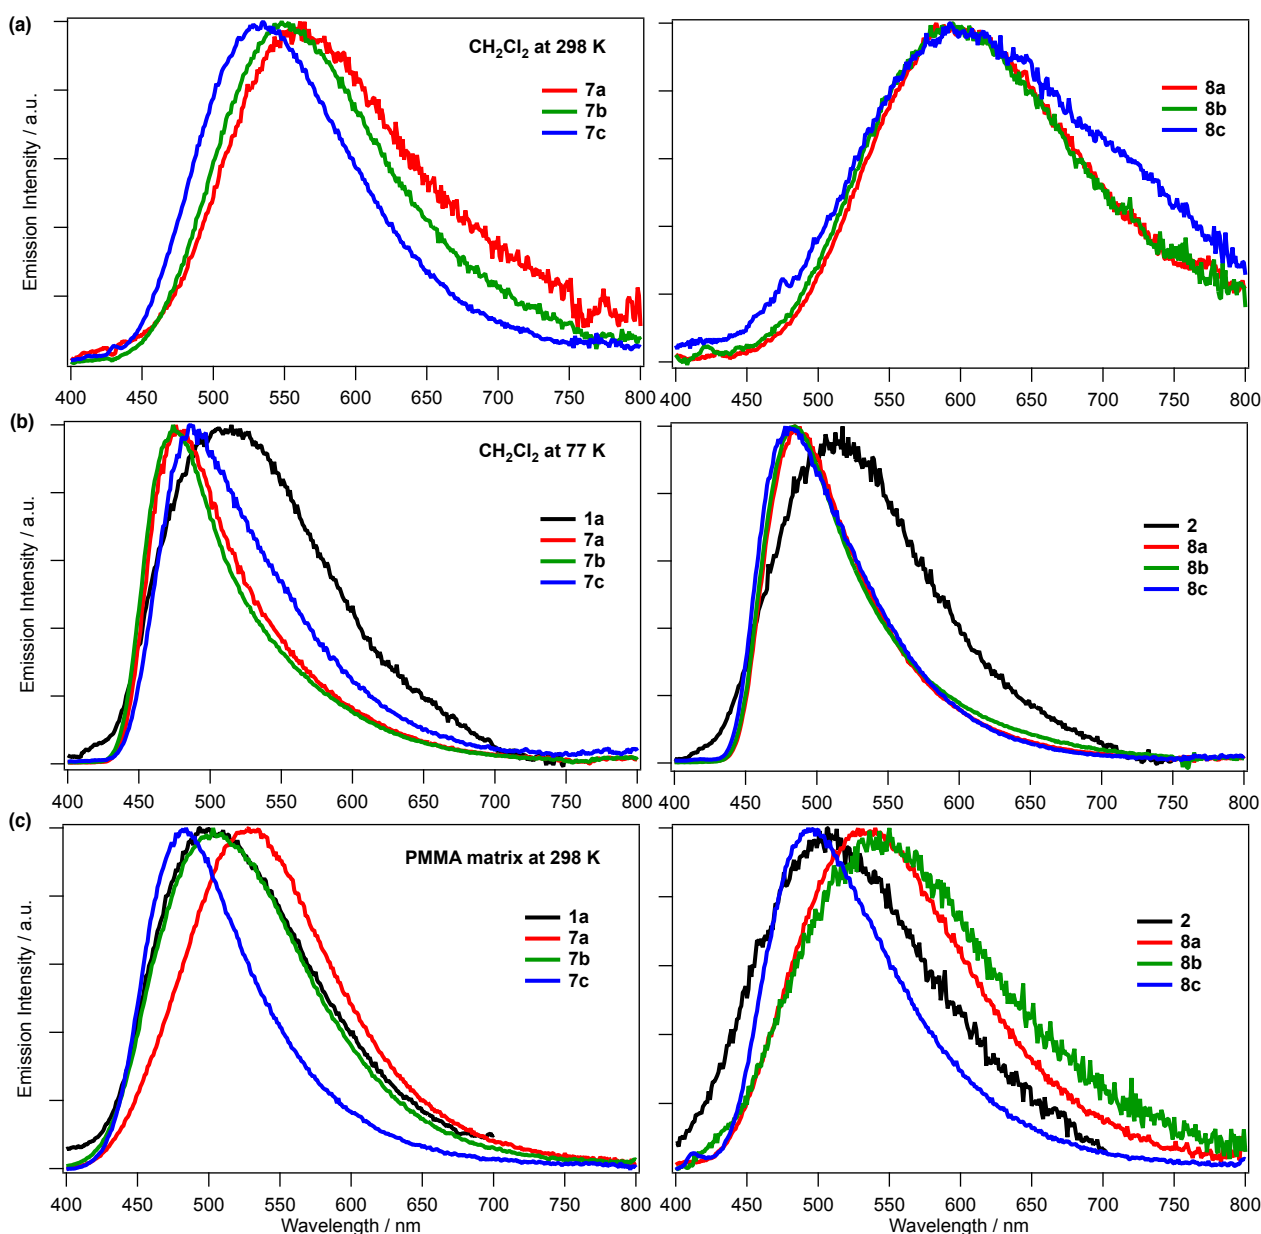 (a)
CH₂Cl₂ at 298 K
7a
7b
7c
8a
8b
8c
Emission Intensity / a.u.
400 450 500 550 600 650 700 750 800
400 450 500 550 600 650 700 750 800
(b)
CH₂Cl₂ at 77 K
1a
7a
7b
7c
2
8a
8b
8c
Emission Intensity / a.u.
400 450 500 550 600 650 700 750 800
400 450 500 550 600 650 700 750 800
(c)
PMMA matrix at 298 K
1a
7a
7b
7c
2
8a
8b
8c
Emission Intensity / a.u.
400 450 500 550 600 650 700 750 800
400 450 500 550 600 650 700 750 800
Wavelength / nm
Wavelength / nm